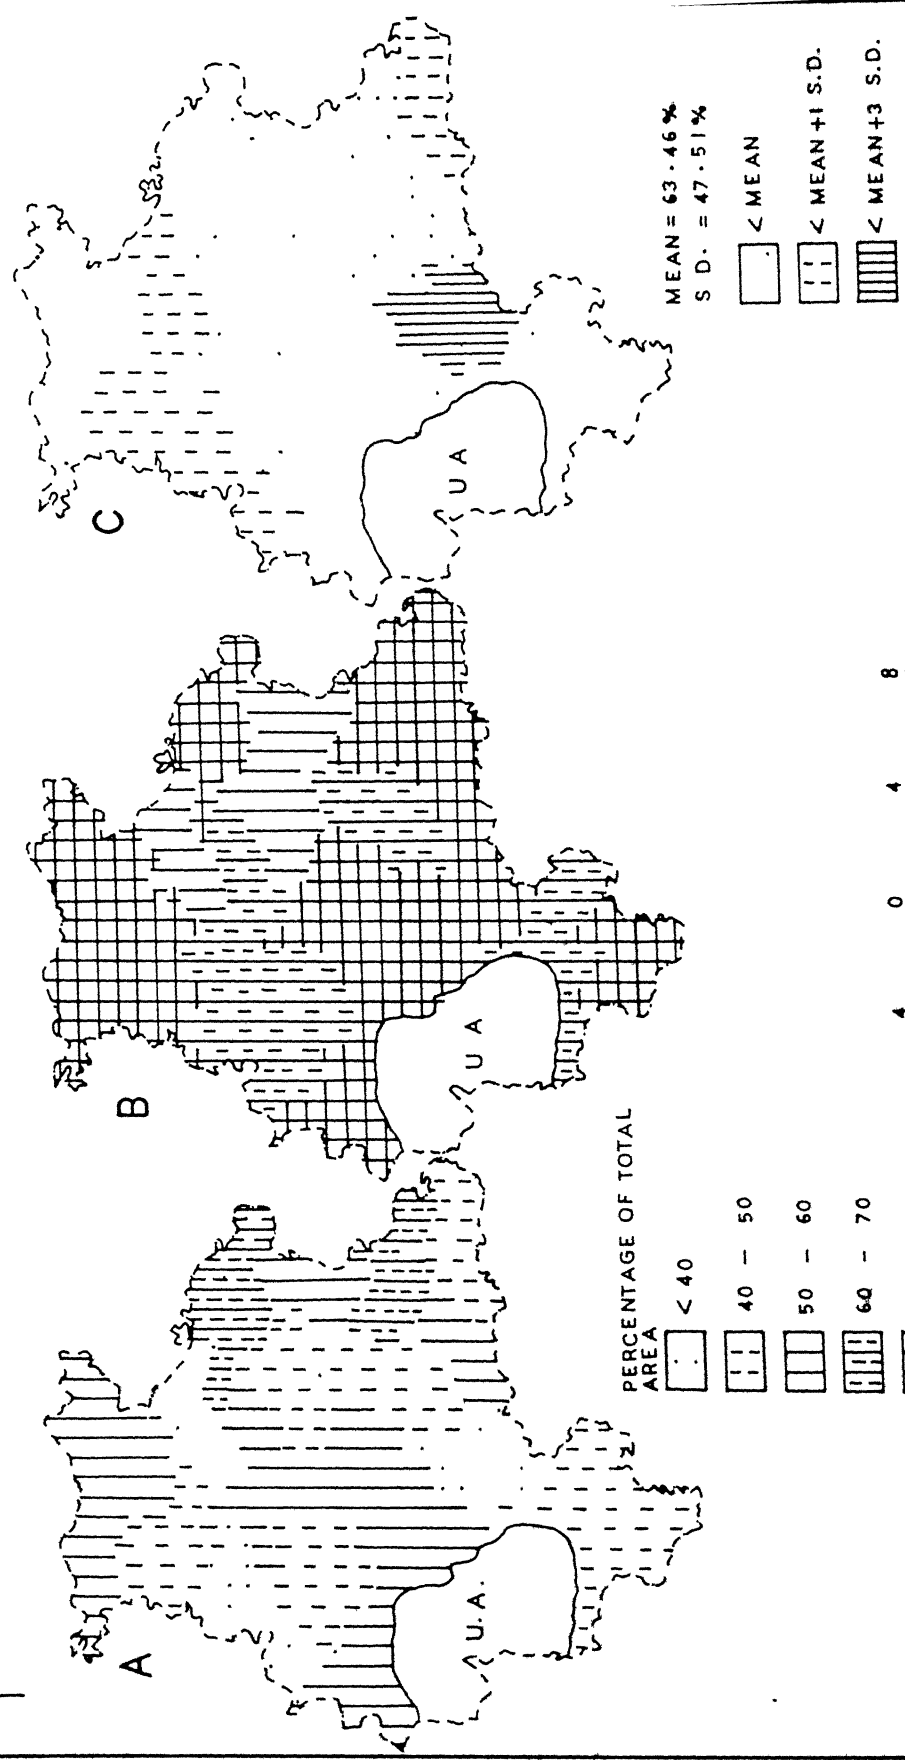 A
U.A.
B
U A
C
U A
PERCENTAGE OF TOTAL
AREA
< 40
40 - 50
50 - 60
60 - 70
4 0 4 8
MEAN = 63.46%
S D. = 47.51%
< MEAN
< MEAN+1 S.D.
< MEAN+3 S.D.